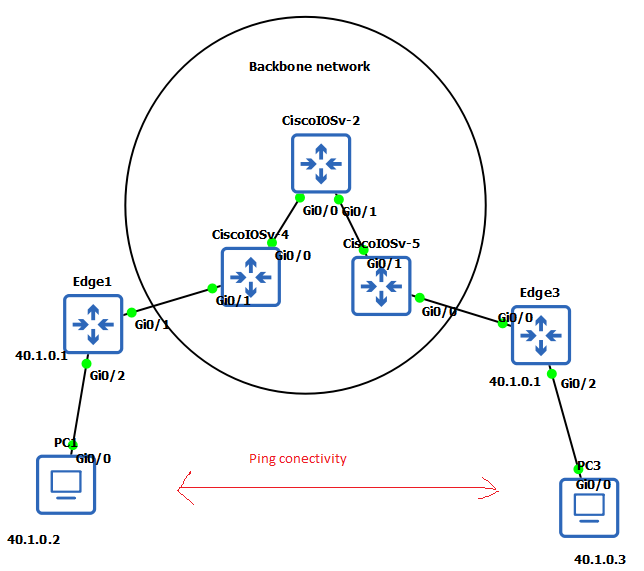 Backbone network
CiscoIOSv-2
Gi0/0
Gi0/1
CiscoIOSv-4
Gi0/0
CiscoIOSv-5
Gi0/1
Edge1
Gi0/1
Edge3
Gi0/1
Gi0/0
Gi0/0
40.1.0.1
Gi0/2
40.1.0.1
Gi0/2
PC1
Gi0/0
Ping conectivity
PC3
Gi0/0
40.1.0.2
40.1.0.3